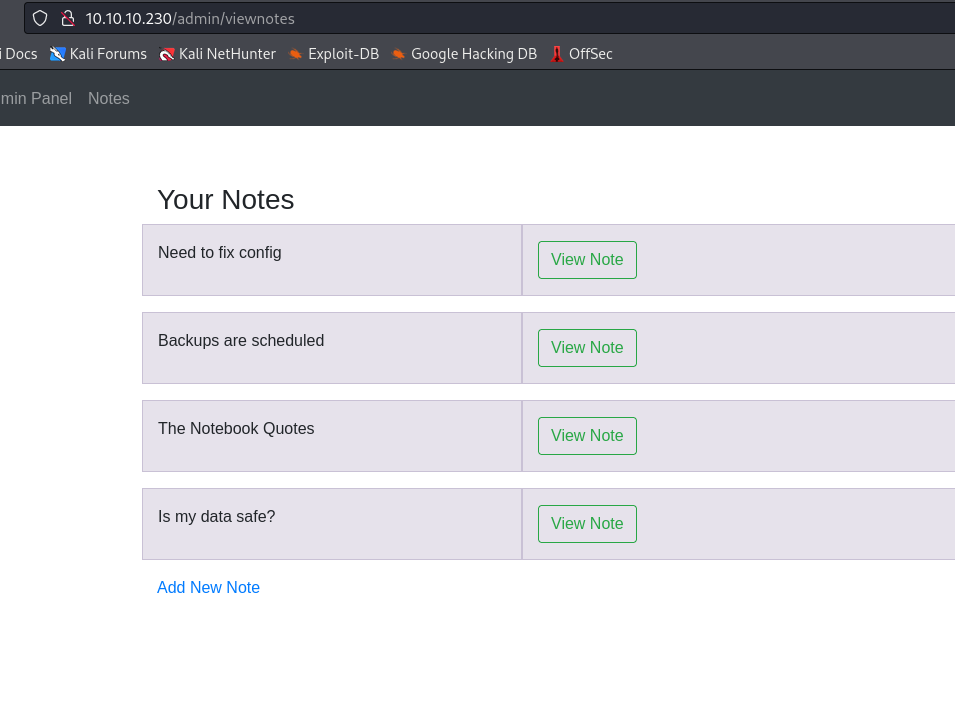 10.10.10.230/admin/viewnotes
i Docs Kali Forums Kali NetHunter Exploit-DB Google Hacking DB OffSec
min Panel Notes
Your Notes
Need to fix config View Note
Backups are scheduled View Note
The Notebook Quotes View Note
Is my data safe? View Note
Add New Note